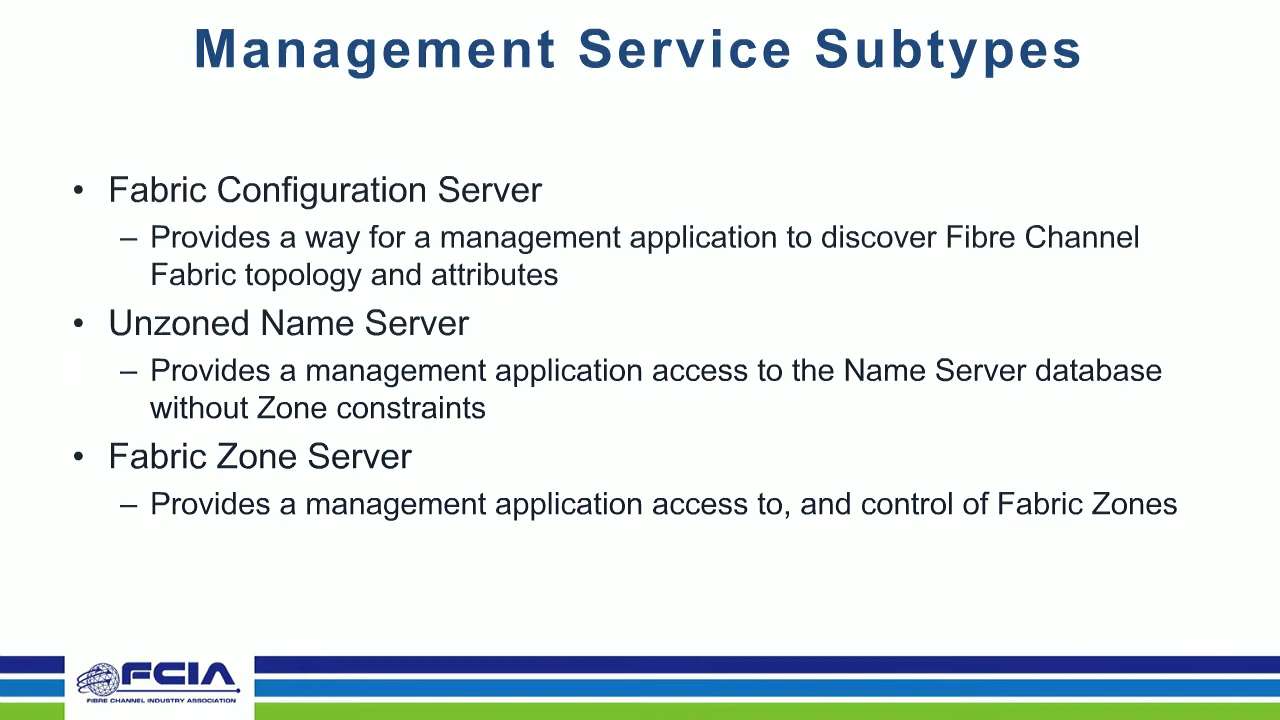 Management Service Subtypes
• Fabric Configuration Server
– Provides a way for a management application to discover Fibre Channel
Fabric topology and attributes
• Unzoned Name Server
– Provides a management application access to the Name Server database
without Zone constraints
• Fabric Zone Server
– Provides a management application access to, and control of Fabric Zones
FCIA
FIBRE CHANNEL INDUSTRY ASSOCIATION